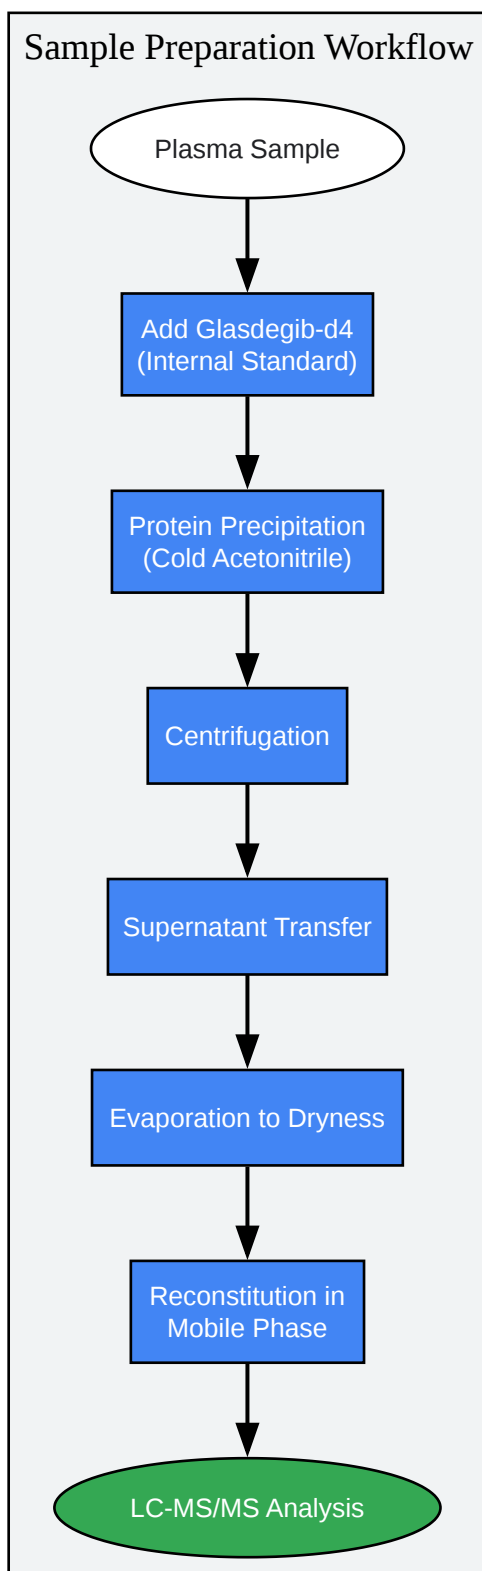 Sample Preparation Workflow
Plasma Sample
Add Glasdegib-d4
(Internal Standard)
Protein Precipitation
(Cold Acetonitrile)
Centrifugation
Supernatant Transfer
Evaporation to Dryness
Reconstitution in
Mobile Phase
LC-MS/MS Analysis